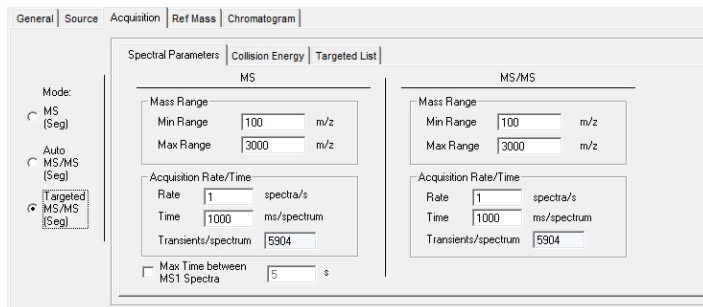 General Source Acquisition Ref Mass Chromatogram
Spectral Parameters Collision Energy Targeted List
Mode:
MS
(Seg)
Auto
MS/MS
(Seg)
Targeted
MS/MS
(Seg)
MS
Mass Range
Min Range 100 m/z
Max Range 3000 m/z
Acquisition Rate/Time
Rate 1 spectra/s
Time 1000 ms/spectrum
Transients/spectrum 5904
Max Time between
MS1 Spectra 5 s
MS/MS
Mass Range
Min Range 100 m/z
Max Range 3000 m/z
Acquisition Rate/Time
Rate 1 spectra/s
Time 1000 ms/spectrum
Transients/spectrum 5904